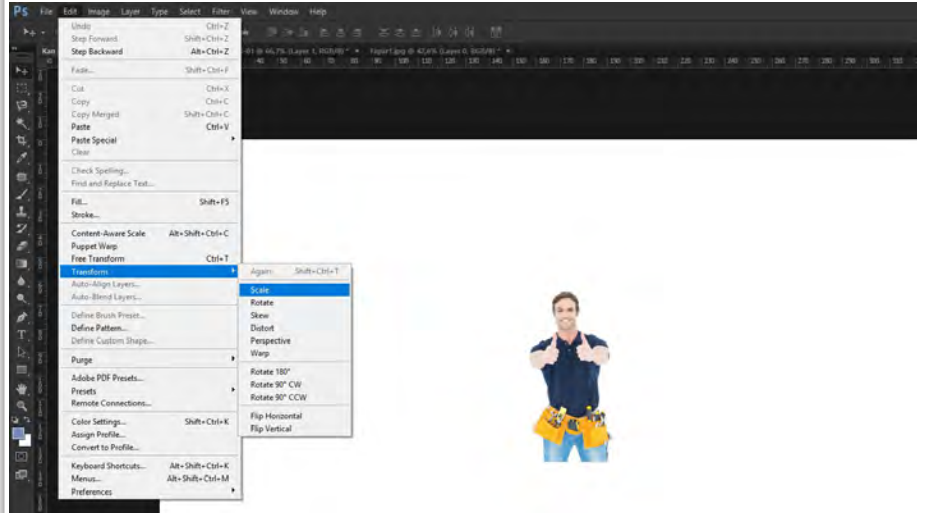 Ps File Edit Image Layer Type Select Filter View Window Help
Undo Ctrl+Z
Step Forward Shift+Ctrl+Z
Step Backward Alt+Ctrl+Z
Fade... Shift+Ctrl+F
Cut Ctrl+X
Copy Ctrl+C
Copy Merged Shift+Ctrl+C
Paste Ctrl+V
Paste Special
Clear
Check Spelling...
Find and Replace Text...
Fill... Shift+F5
Stroke...
Content-Aware Scale Alt+Shift+Ctrl+C
Puppet Warp
Free Transform Ctrl+T
Transform
Auto-Align Layers...
Auto-Blend Layers...
Define Brush Preset...
Define Pattern...
Define Custom Shape...
Purge
Adobe PDF Presets...
Presets
Remote Connections...
Color Settings... Shift+Ctrl+K
Assign Profile...
Convert to Profile...
Keyboard Shortcuts... Alt+Shift+Ctrl+K
Menus... Alt+Shift+Ctrl+M
Preferences
Again Shift+Ctrl+T
Scale
Rotate
Skew
Distort
Perspective
Warp
Rotate 180°
Rotate 90° CW
Rotate 90° CCW
Flip Horizontal
Flip Vertical